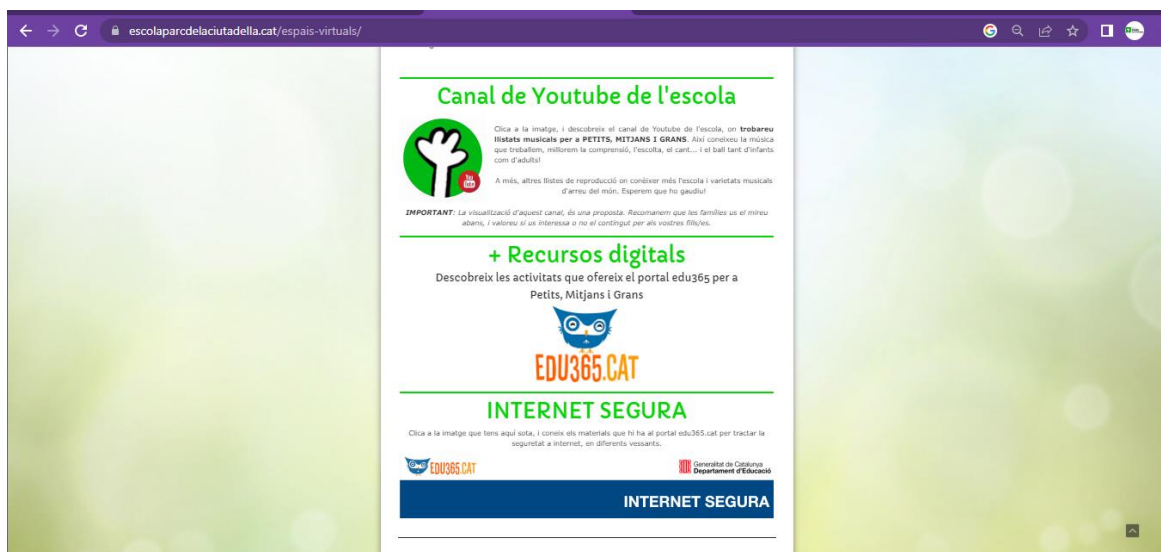 escolaparcdelaciutadella.cat/espais-virtuals/
Canal de Youtube de l'escola
Clica a la imatge, i descobreix el canal de Youtube de l'escola, on trobareu
llistats musicals per a PETITS, MITJANS I GRANS. Així coneixeu la música
que treballem, millorem la comprensió, l'escolta, el cant... i el ball tant d'infants
com d'adults!
You
Tube
A més, altres llistes de reproducció on conèixer més l'escola i varietats musicals
d'arreu del món. Esperem que ho gaudiu!
IMPORTANT: La visualització d'aquest canal, és una proposta. Recomanem que les famílies us el mireu
abans, i valoreu si us interessa o no el contingut per als vostres fills/es.
+ Recursos digitals
Descobreix les activitats que ofereix el portal edu365 per a
Petits, Mitjans i Grans
EDU365.CAT
INTERNET SEGURA
Clica a la imatge que tens aquí sota, i coneix els materials que hi ha al portal edu365.cat per tractar la
seguretat a internet, en diferents vessants.
EDU365.CAT
Generalitat de Catalunya
Departament d'Educació
INTERNET SEGURA